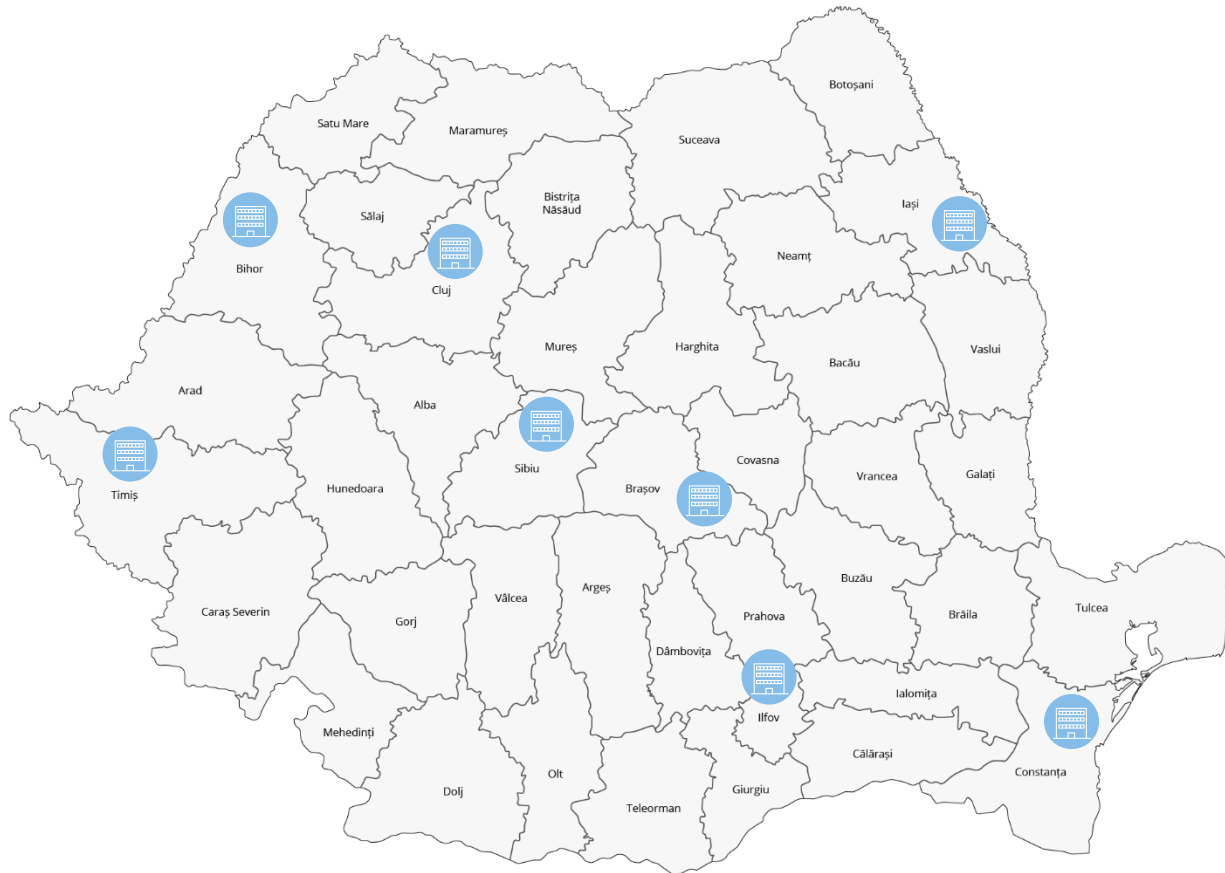 Botoșani
Satu Mare
Maramureș
Suceava
Bistrița
Năsăud
Iași
Sălaj
Neamț
Bihor
Cluj
Mureș
Harghita
Vaslui
Bacău
Arad
Alba
Covasna
Sibiu
Galați
Vrancea
Brașov
Hunedoara
Timiș
Buzău
Argeș
Vâlcea
Tulcea
Caraș Severin
Brăila
Prahova
Gorj
Dâmbovița
Ialomița
Ilfov
Mehedinți
Călărași
Constanța
Olt
Giurgiu
Dolj
Teleorman